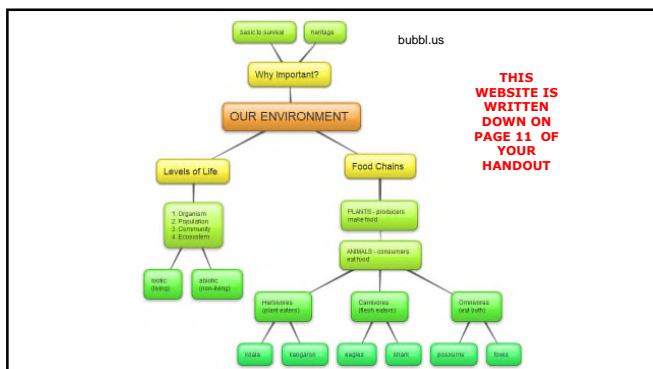 basic to survival
heritage
bubbl.us
Why Important?
THIS
WEBSITE IS
WRITTEN
DOWN ON
PAGE 11 OF
YOUR
HANDOUT
OUR ENVIRONMENT
Levels of Life
Food Chains
1. Organism
2. Population
3. Community
4. Ecosystem
PLANTS - producers
make food
ANIMALS - consumers
eat food
(living)
abiotic
(non-living)
Herbivores
(plant eaters)
Carnivores
(flesh eaters)
Omnivores
(eat both)
koala
kangaroo
eagles
shark
possums
foxes